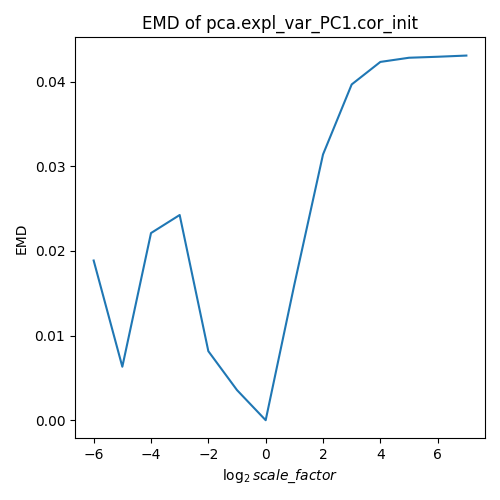 EMD of pca.expl_var_PC1.cor_init
EMD
0.04
0.03
0.02
0.01
0.00
−6 −4 −2 0 2 4 6
log₂ scale_factor